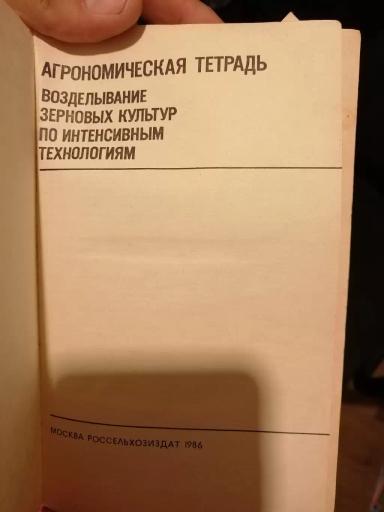 АГРОНОМИЧЕСКАЯ ТЕТРАДЬ
ВОЗДЕЛЫВАНИЕ
ЗЕРНОВЫХ КУЛЬТУР
ПО ИНТЕНСИВНЫМ
ТЕХНОЛОГИЯМ
МОСКВА РОССЕЛЬХОЗИЗДАТ 1986